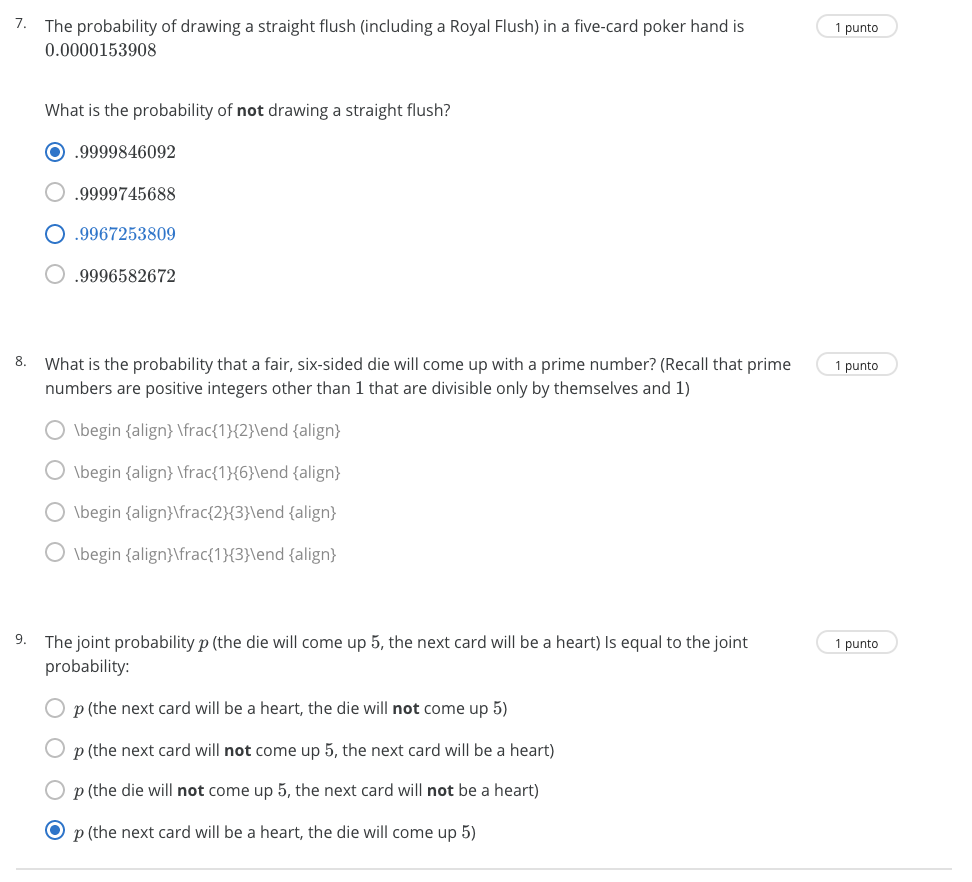 7. The probability of drawing a straight flush (including a Royal Flush) in a five-card poker hand is
1 punto
0.0000153908
What is the probability of not drawing a straight flush?
.9999846092
.9999745688
.9967253809
.9996582672
8. What is the probability that a fair, six-sided die will come up with a prime number? (Recall that prime
1 punto
numbers are positive integers other than 1 that are divisible only by themselves and 1)
\begin {align} \frac{1}{2}\end {align}
\begin {align} \frac{1}{6}\end {align}
\begin {align}\frac{2}{3}\end {align}
\begin {align}\frac{1}{3}\end {align}
9. The joint probability p (the die will come up 5, the next card will be a heart) Is equal to the joint
1 punto
probability:
p (the next card will be a heart, the die will not come up 5)
p (the next card will not come up 5, the next card will be a heart)
p (the die will not come up 5, the next card will not be a heart)
p (the next card will be a heart, the die will come up 5)